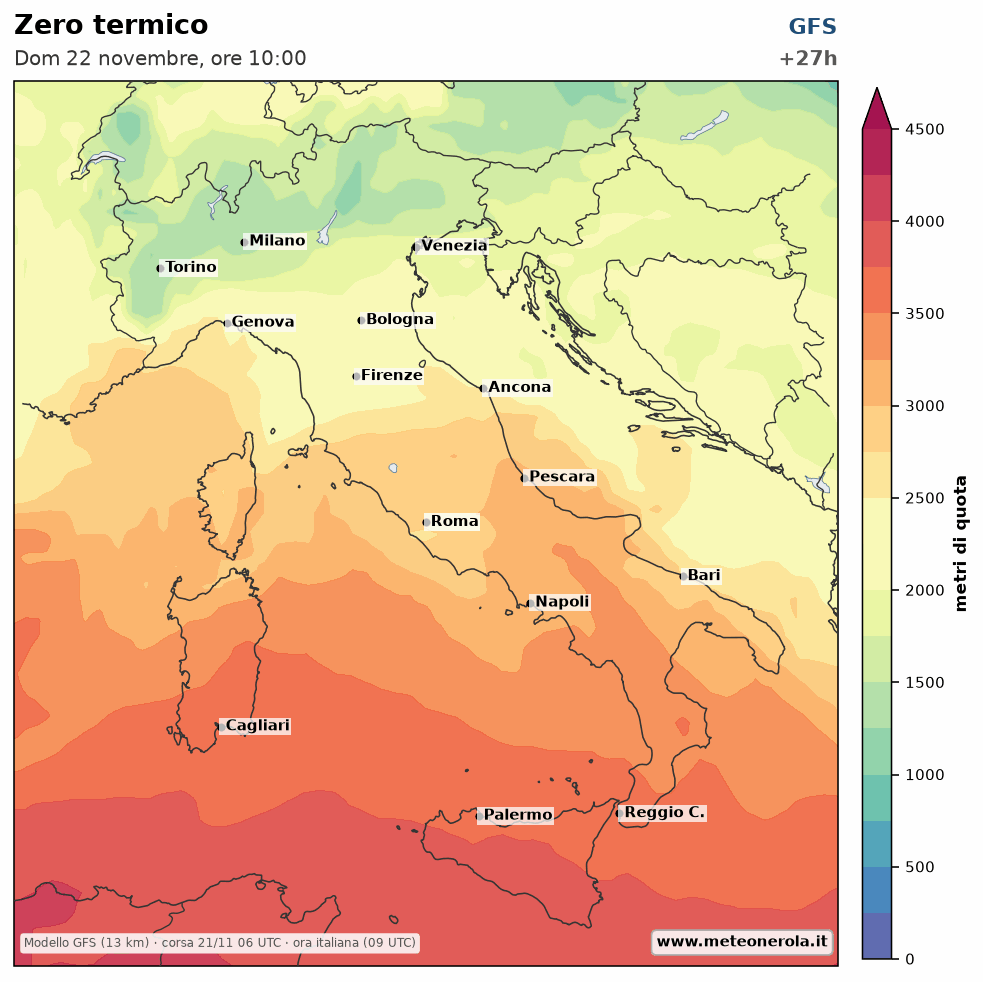 Zero termico
GFS
Dom 22 novembre, ore 10:00
+27h
Milano
Venezia
Torino
Genova
Bologna
Firenze
Ancona
Pescara
Roma
Bari
Napoli
Cagliari
Palermo
Reggio C.
4500
4000
3500
3000
2500
2000
1500
1000
500
0
metri di quota
Modello GFS (13 km) · corsa 21/11 06 UTC · ora italiana (09 UTC)
www.meteonerola.it